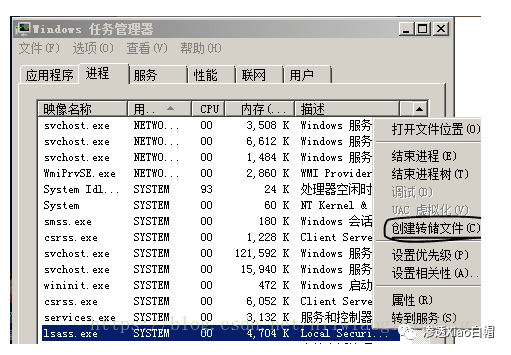 Windows 任务管理器
文件(F) 选项(O) 查看(V) 帮助(H)
应用程序 进程 服务 性能 联网 用户
映像名称 用.. CPU 内存(... 描述
svchost.exe NETWO... 00 3,508 K Windows 服务
svchost.exe NETWO... 00 6,612 K Windows 服务
svchost.exe NETWO... 00 1,484 K Windows 服务
WmiPrvSE.exe NETWO... 00 2,860 K WMI Provider
System Idl... SYSTEM 93 24 K 处理器空闲时
System SYSTEM 00 60 K NT Kernel &
smss.exe SYSTEM 00 180 K Windows 会话
csrss.exe SYSTEM 00 1,228 K Client Serve
svchost.exe SYSTEM 00 121,592 K Windows 服务
svchost.exe SYSTEM 00 15,940 K Windows 服务
wininit.exe SYSTEM 00 472 K Windows 启动
csrss.exe SYSTEM 00 6,052 K Client Serve
services.exe SYSTEM 00 3,132 K 服务和控制器
lsass.exe SYSTEM 00 4,704 K Local Securi...
打开文件位置(O)
结束进程(E)
结束进程树(T)
调试(D)
UAC 虚拟化(V)
创建转储文件(C)
设置优先级(P)
设置相关性(A)..
属性(R)
转到服务(S)
渗透Xiao白帽